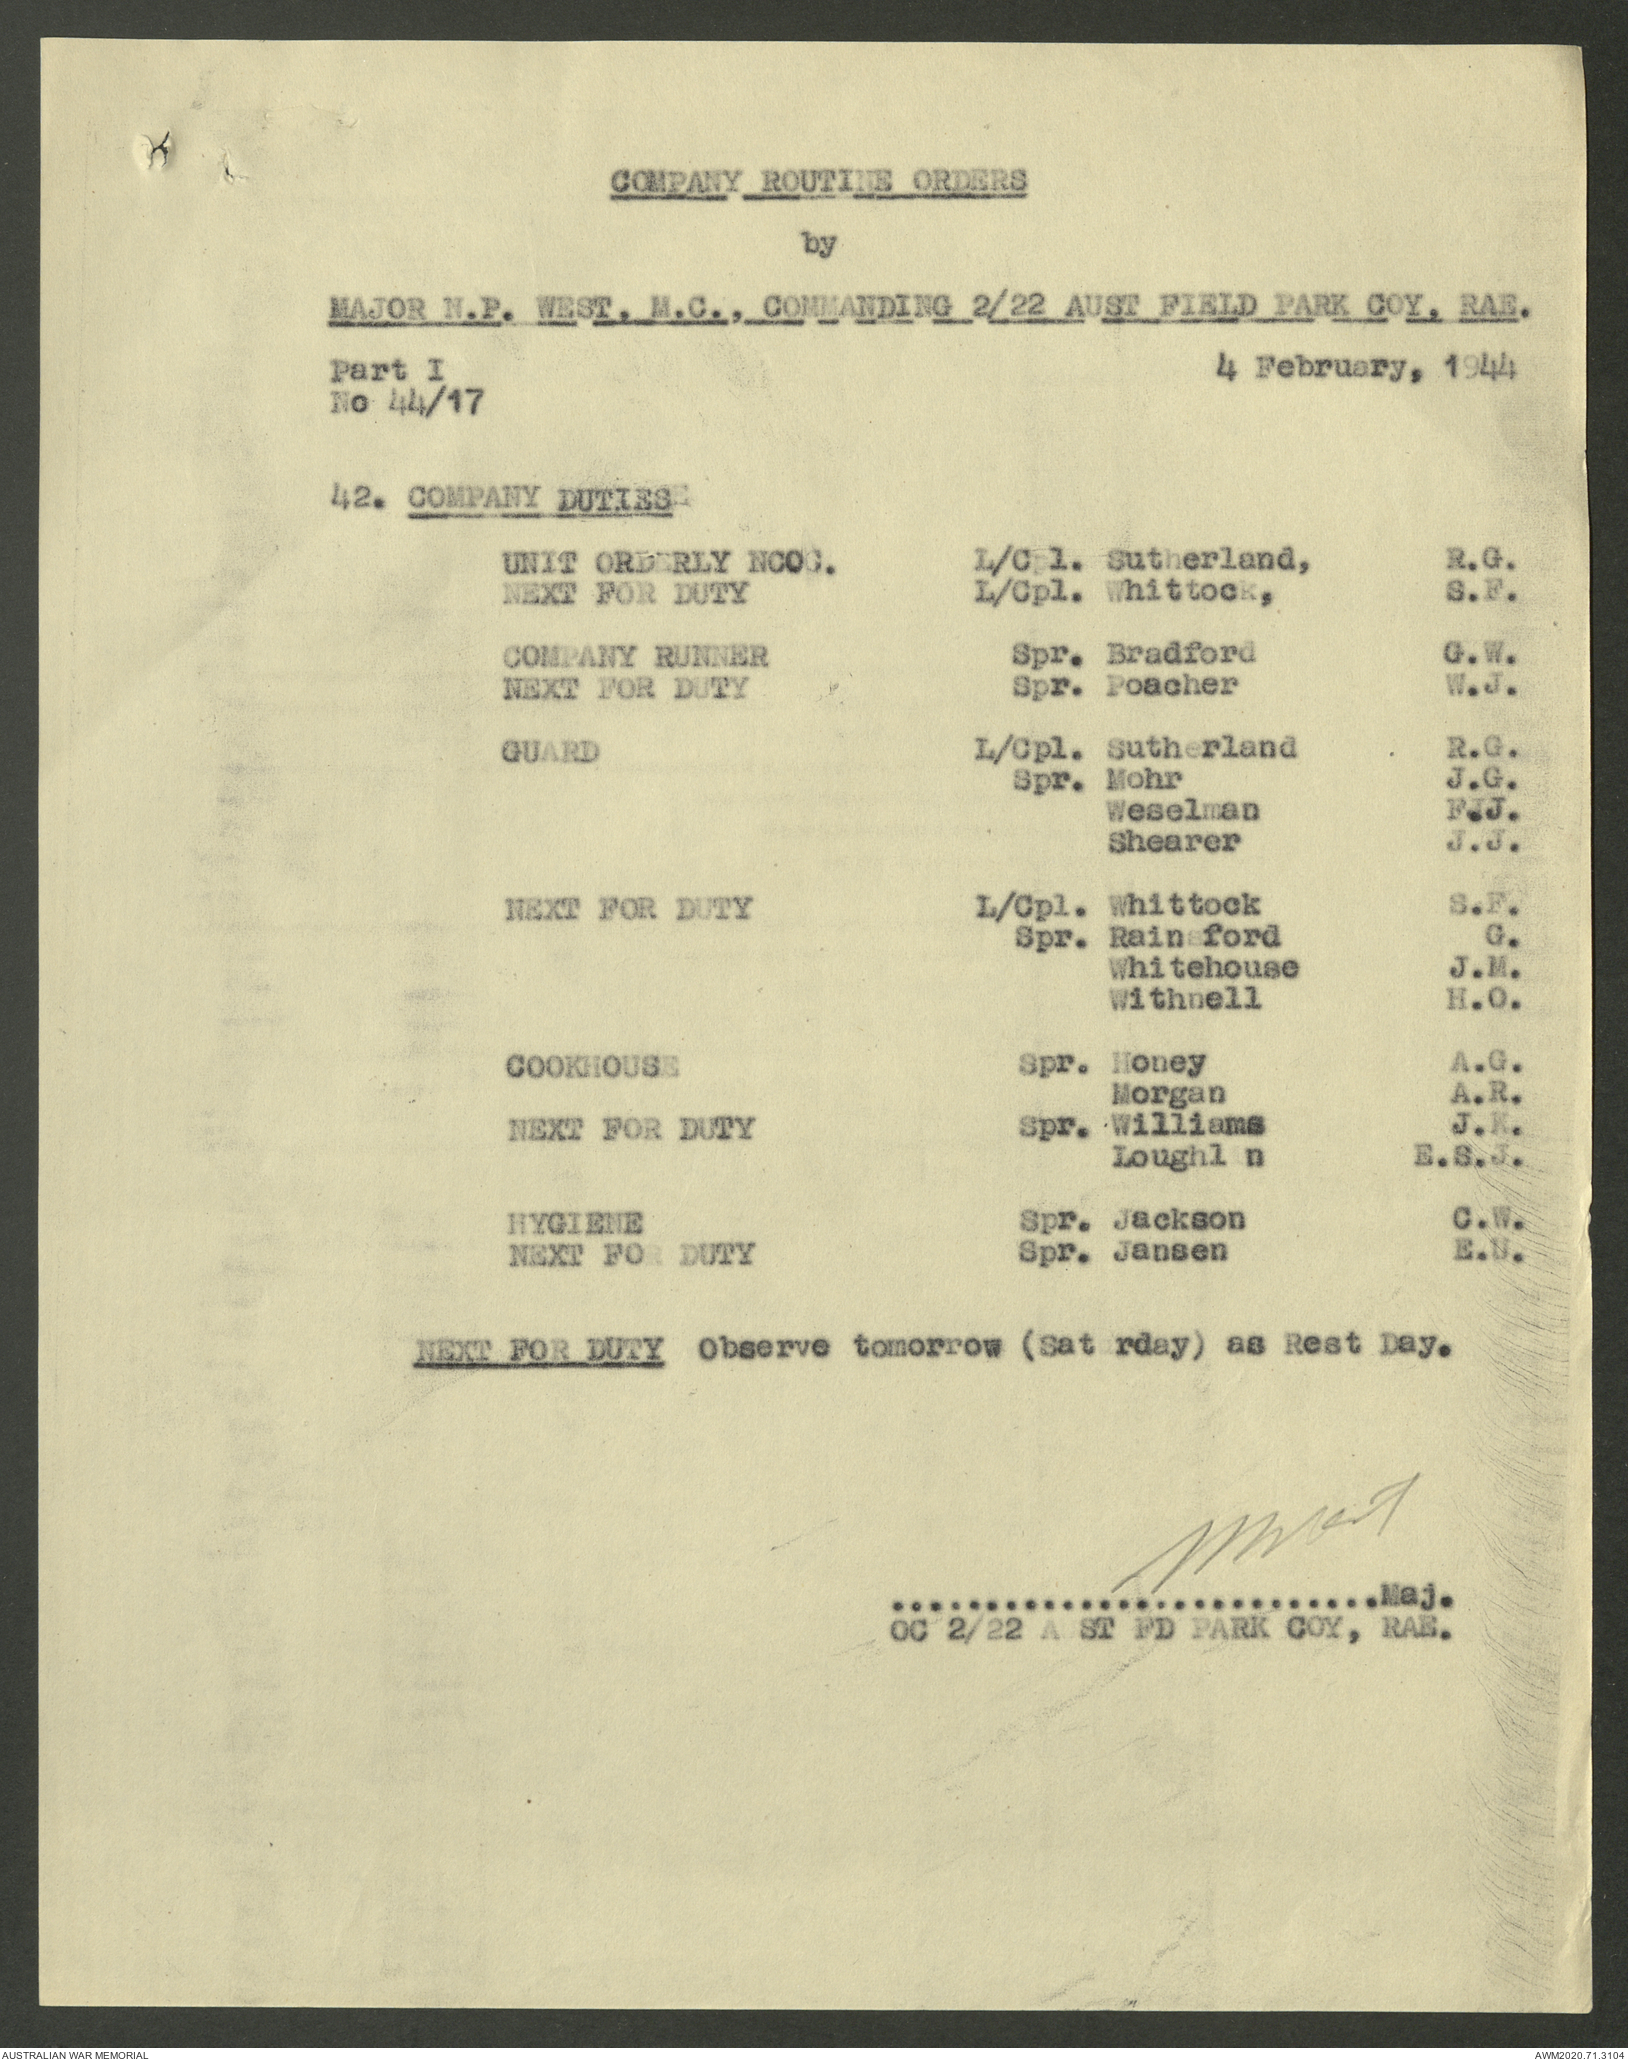 COMPANY ROUTINE ORDERS
by
MAJOR N.P. WEST, M.C., COMMANDING 2/22 AUST FIELD PARK COY, RAE.
Part I 4 February, 1944
No 44/17
42. COMPANY DUTIES
UNIT ORDERLY NCO. L/Cpl. Sutherland, R.G.
NEXT FOR DUTY L/Cpl. Whittock, S.F.
COMPANY RUNNER Spr. Bradford G.W.
NEXT FOR DUTY Spr. Poacher W.J.
GUARD L/Cpl. Sutherland R.G.
Spr. Mohr J.G.
Weselman F.J.
Shearer J.J.
NEXT FOR DUTY L/Cpl. Whittock S.F.
Spr. Rainsford G.
Whitehouse J.M.
Withnell H.O.
COOKHOUSE Spr. Honey A.G.
Morgan A.R.
NEXT FOR DUTY Spr. Williams J.K.
Loughlin E.S.J.
HYGIENE Spr. Jackson C.W.
NEXT FOR DUTY Spr. Jansen E.N.
NEXT FOR DUTY Observe tomorrow (Saturday) as Rest Day.
..........................Maj.
OC 2/22 AUST FD PARK COY, RAE.
AUSTRALIAN WAR MEMORIAL AWM2020.71.3104